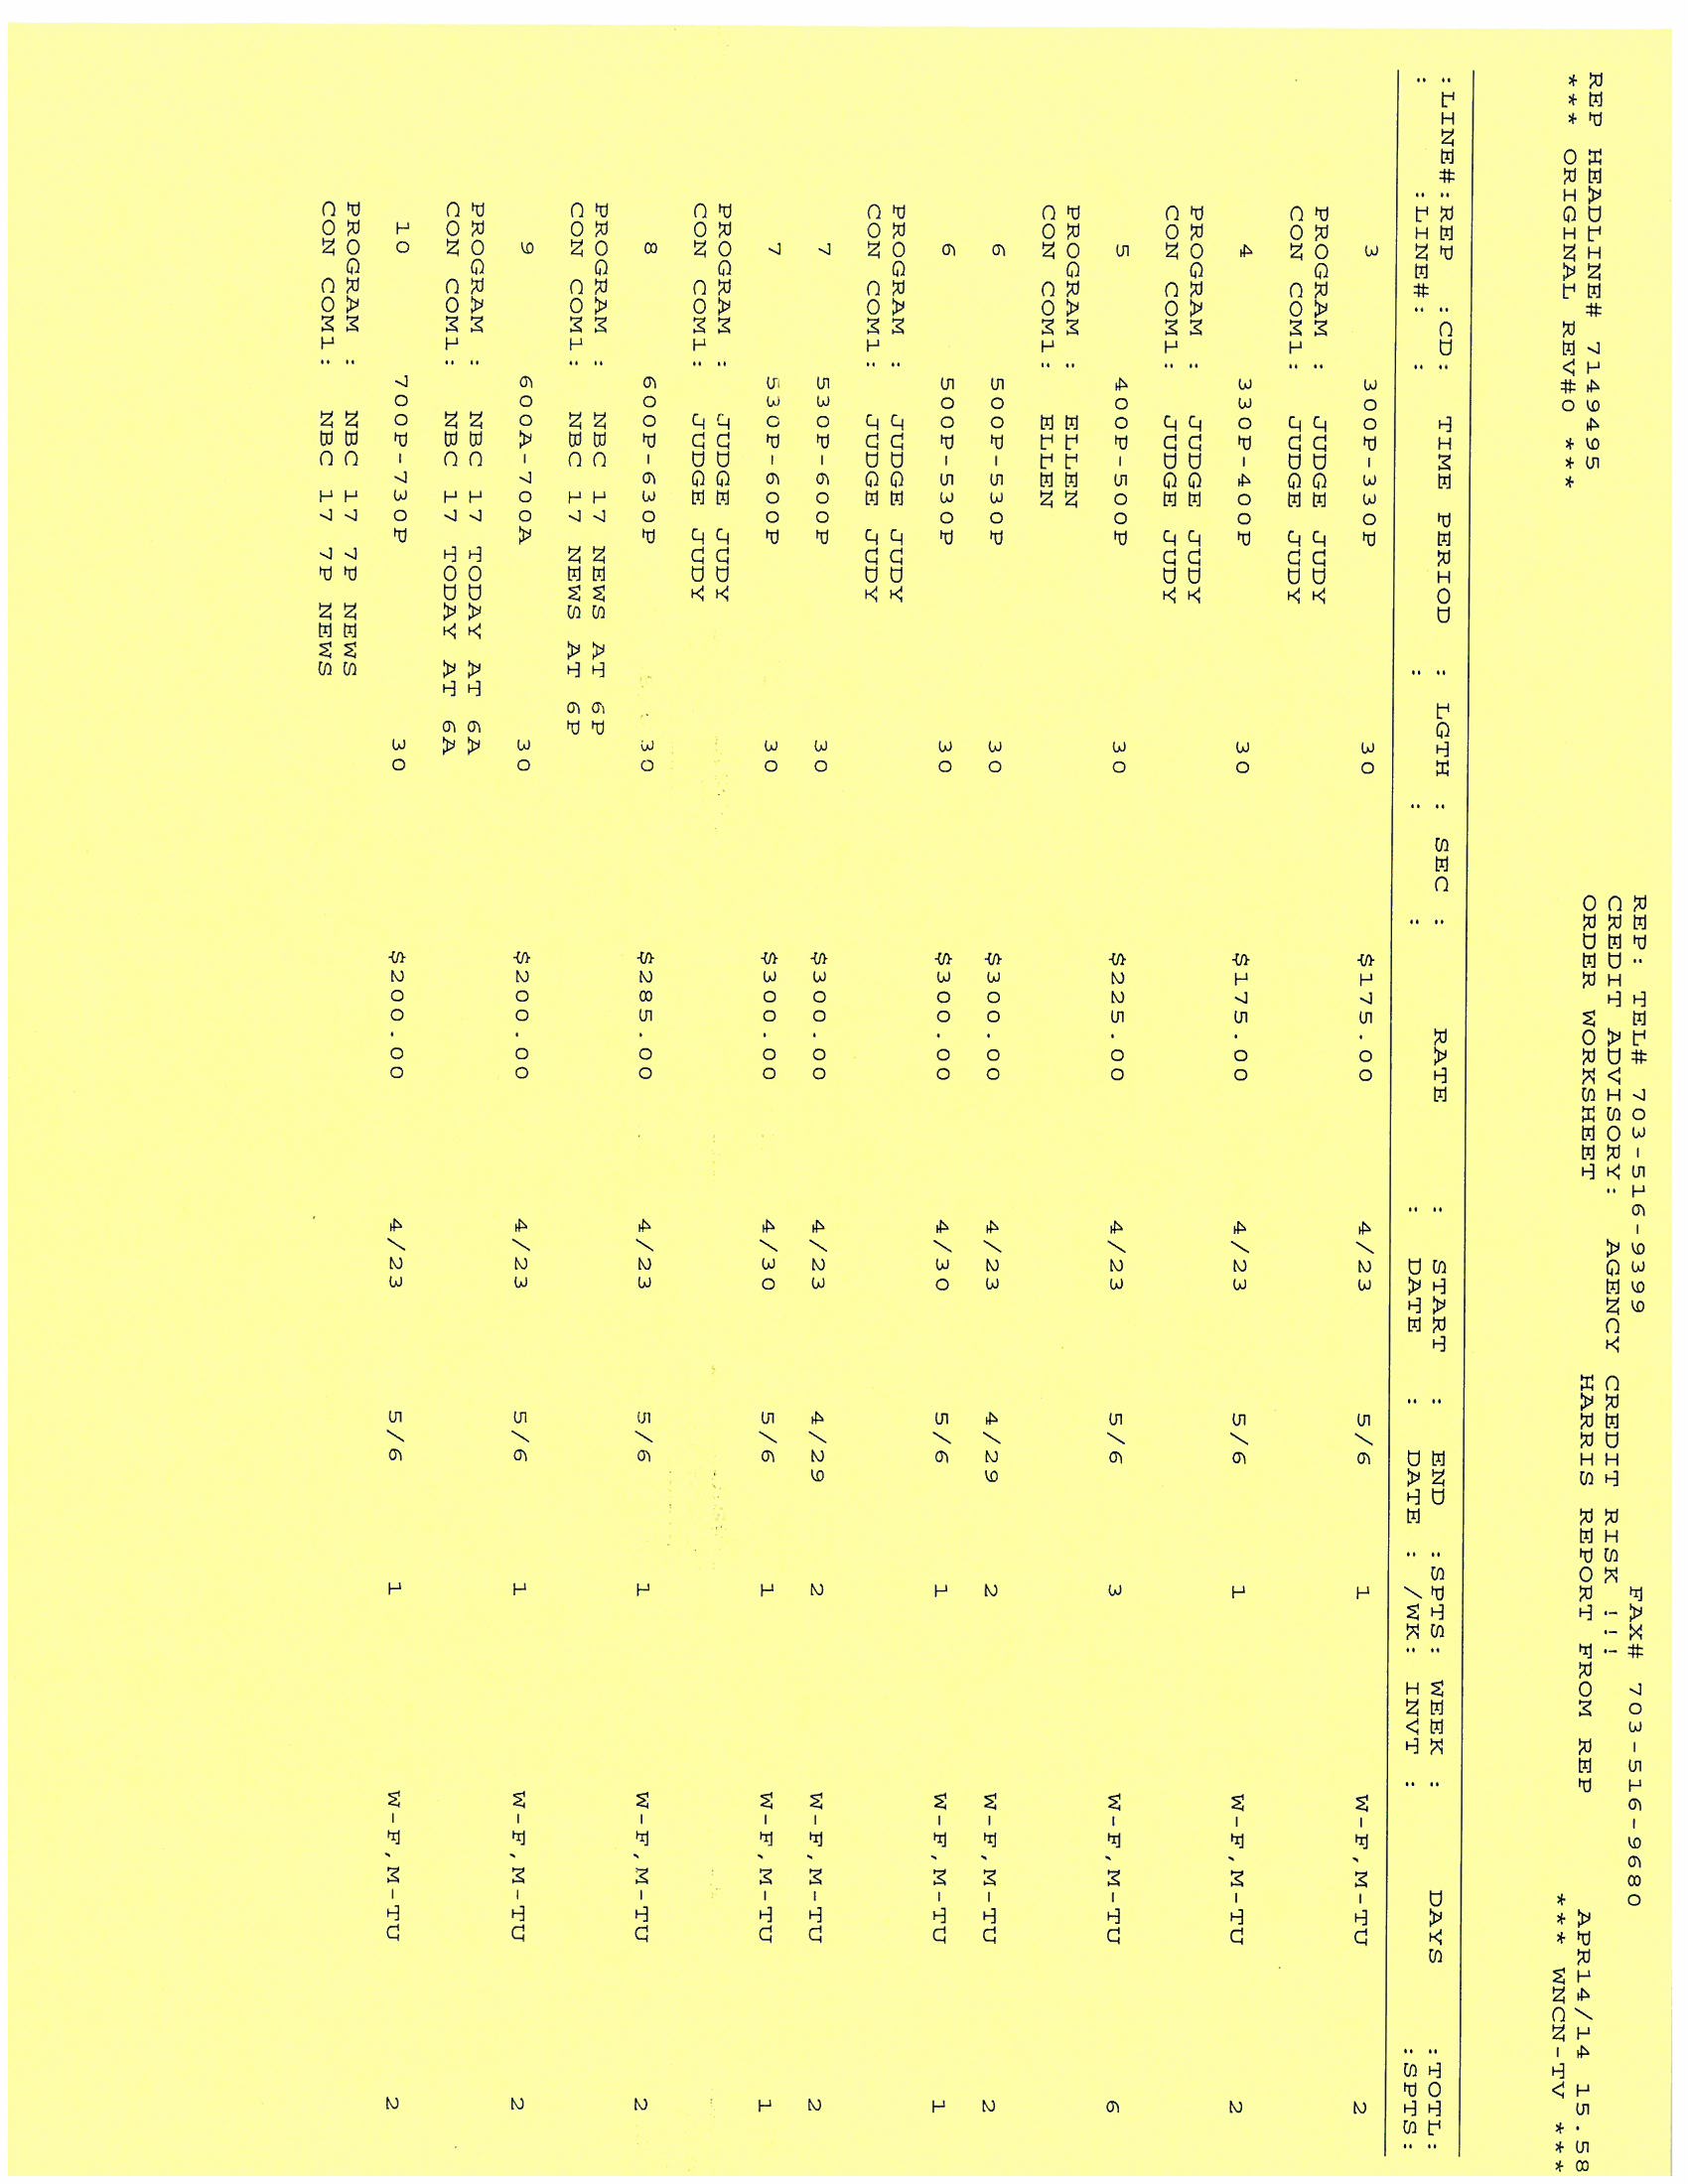 REP: TEL# 703-516-9399 FAX# 703-516-9680
CREDIT ADVISORY: AGENCY CREDIT RISK !!!
REP HEADLINE# 7149495 ORDER WORKSHEET HARRIS REPORT FROM REP APR14/14 15.58
*** ORIGINAL REV#0 *** *** WNCN-TV ***
:LINE#:REP :CD: TIME PERIOD : LGTH : SEC : RATE : START : END :SPTS: WEEK : DAYS :TOTL:
: :LINE#: : : : : DATE : DATE : /WK: INVT : :SPTS:
3 300P-330P 30 $175.00 4/23 5/6 1 W-F,M-TU 2
PROGRAM : JUDGE JUDY
CON COM1: JUDGE JUDY
4 330P-400P 30 $175.00 4/23 5/6 1 W-F,M-TU 2
PROGRAM : JUDGE JUDY
CON COM1: JUDGE JUDY
5 400P-500P 30 $225.00 4/23 5/6 3 W-F,M-TU 6
PROGRAM : ELLEN
CON COM1: ELLEN
6 500P-530P 30 $300.00 4/23 4/29 2 W-F,M-TU 2
6 500P-530P 30 $300.00 4/30 5/6 1 W-F,M-TU 1
PROGRAM : JUDGE JUDY
CON COM1: JUDGE JUDY
7 530P-600P 30 $300.00 4/23 4/29 2 W-F,M-TU 2
7 530P-600P 30 $300.00 4/30 5/6 1 W-F,M-TU 1
PROGRAM : JUDGE JUDY
CON COM1: JUDGE JUDY
8 600P-630P 30 $285.00 4/23 5/6 1 W-F,M-TU 2
PROGRAM : NBC 17 NEWS AT 6P
CON COM1: NBC 17 NEWS AT 6P
9 600A-700A 30 $200.00 4/23 5/6 1 W-F,M-TU 2
PROGRAM : NBC 17 TODAY AT 6A
CON COM1: NBC 17 TODAY AT 6A
10 700P-730P 30 $200.00 4/23 5/6 1 W-F,M-TU 2
PROGRAM : NBC 17 7P NEWS
CON COM1: NBC 17 7P NEWS